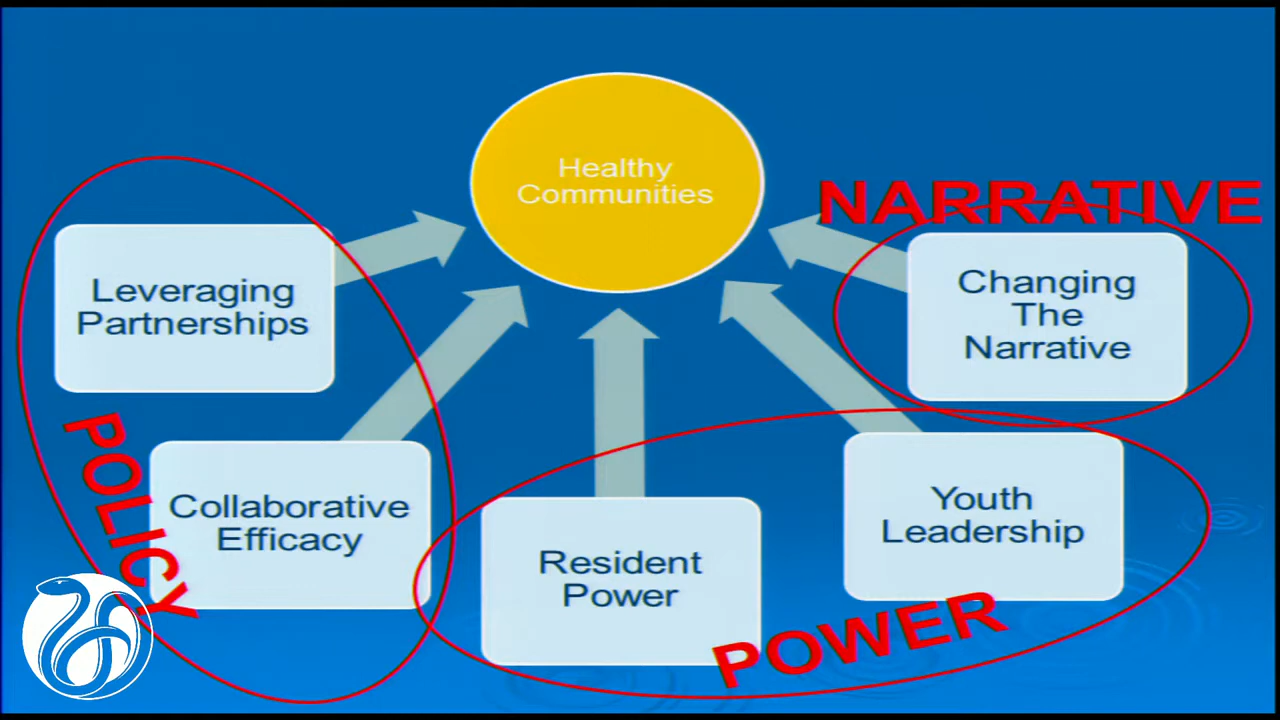 Healthy
Communities
NARRATIVE
Leveraging
Partnerships
Changing
The
Narrative
POLICY
Collaborative
Efficacy
Resident
Power
Youth
Leadership
POWER